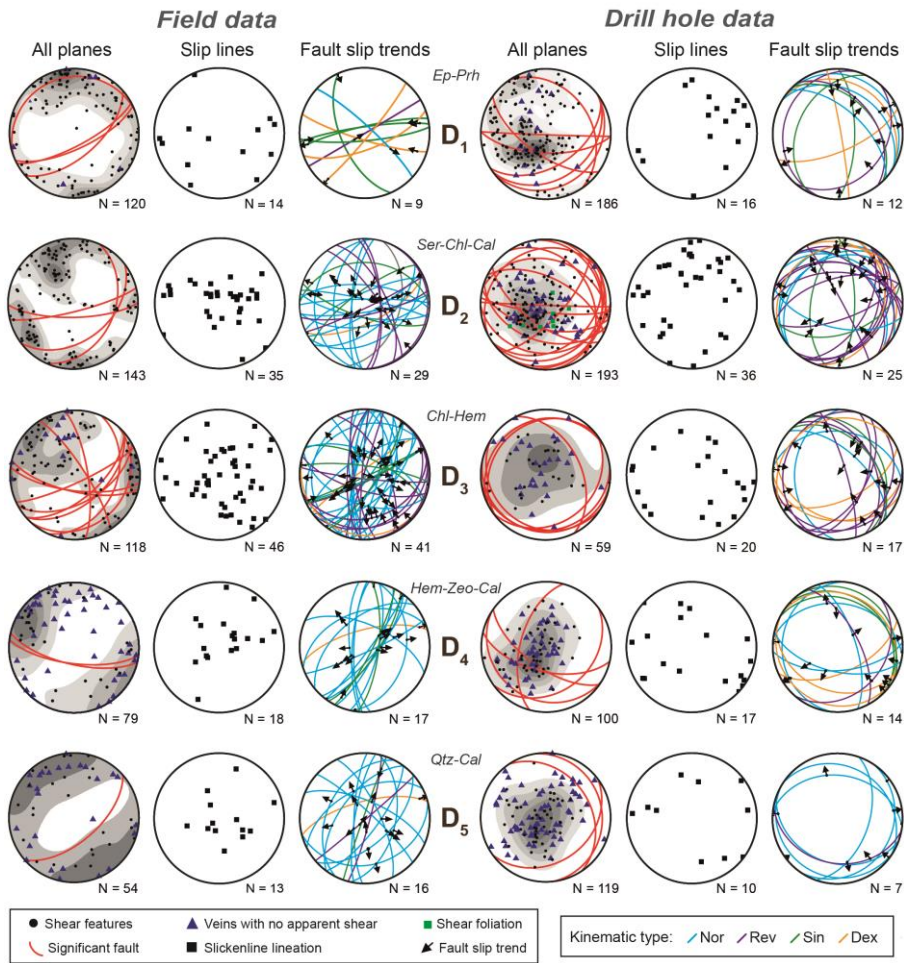 Field data Drill hole data
All planes Slip lines Fault slip trends All planes Slip lines Fault slip trends
Ep-Prh
D1
N = 120 N = 14 N = 9 N = 186 N = 16 N = 12
Ser-Chl-Cal
D2
N = 143 N = 35 N = 29 N = 193 N = 36 N = 25
Chl-Hem
D3
N = 118 N = 46 N = 41 N = 59 N = 20 N = 17
Hem-Zeo-Cal
D4
N = 79 N = 18 N = 17 N = 100 N = 17 N = 14
Qtz-Cal
D5
N = 54 N = 13 N = 16 N = 119 N = 10 N = 7
Shear features Veins with no apparent shear Shear foliation
Significant fault Slickenline lineation Fault slip trend
Kinematic type: Nor Rev Sin Dex